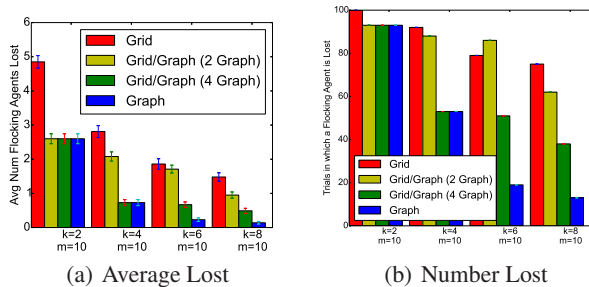 6
5
4
3
2
1
0
Avg Num Flocking Agents Lost
Grid
Grid/Graph (2 Graph)
Grid/Graph (4 Graph)
Graph
k=2
m=10
k=4
m=10
k=6
m=10
k=8
m=10
(a) Average Lost
100
80
60
40
20
0
Trials in which a Flocking Agent is Lost
Grid
Grid/Graph (2 Graph)
Grid/Graph (4 Graph)
Graph
k=2
m=10
k=4
m=10
k=6
m=10
k=8
m=10
(b) Number Lost